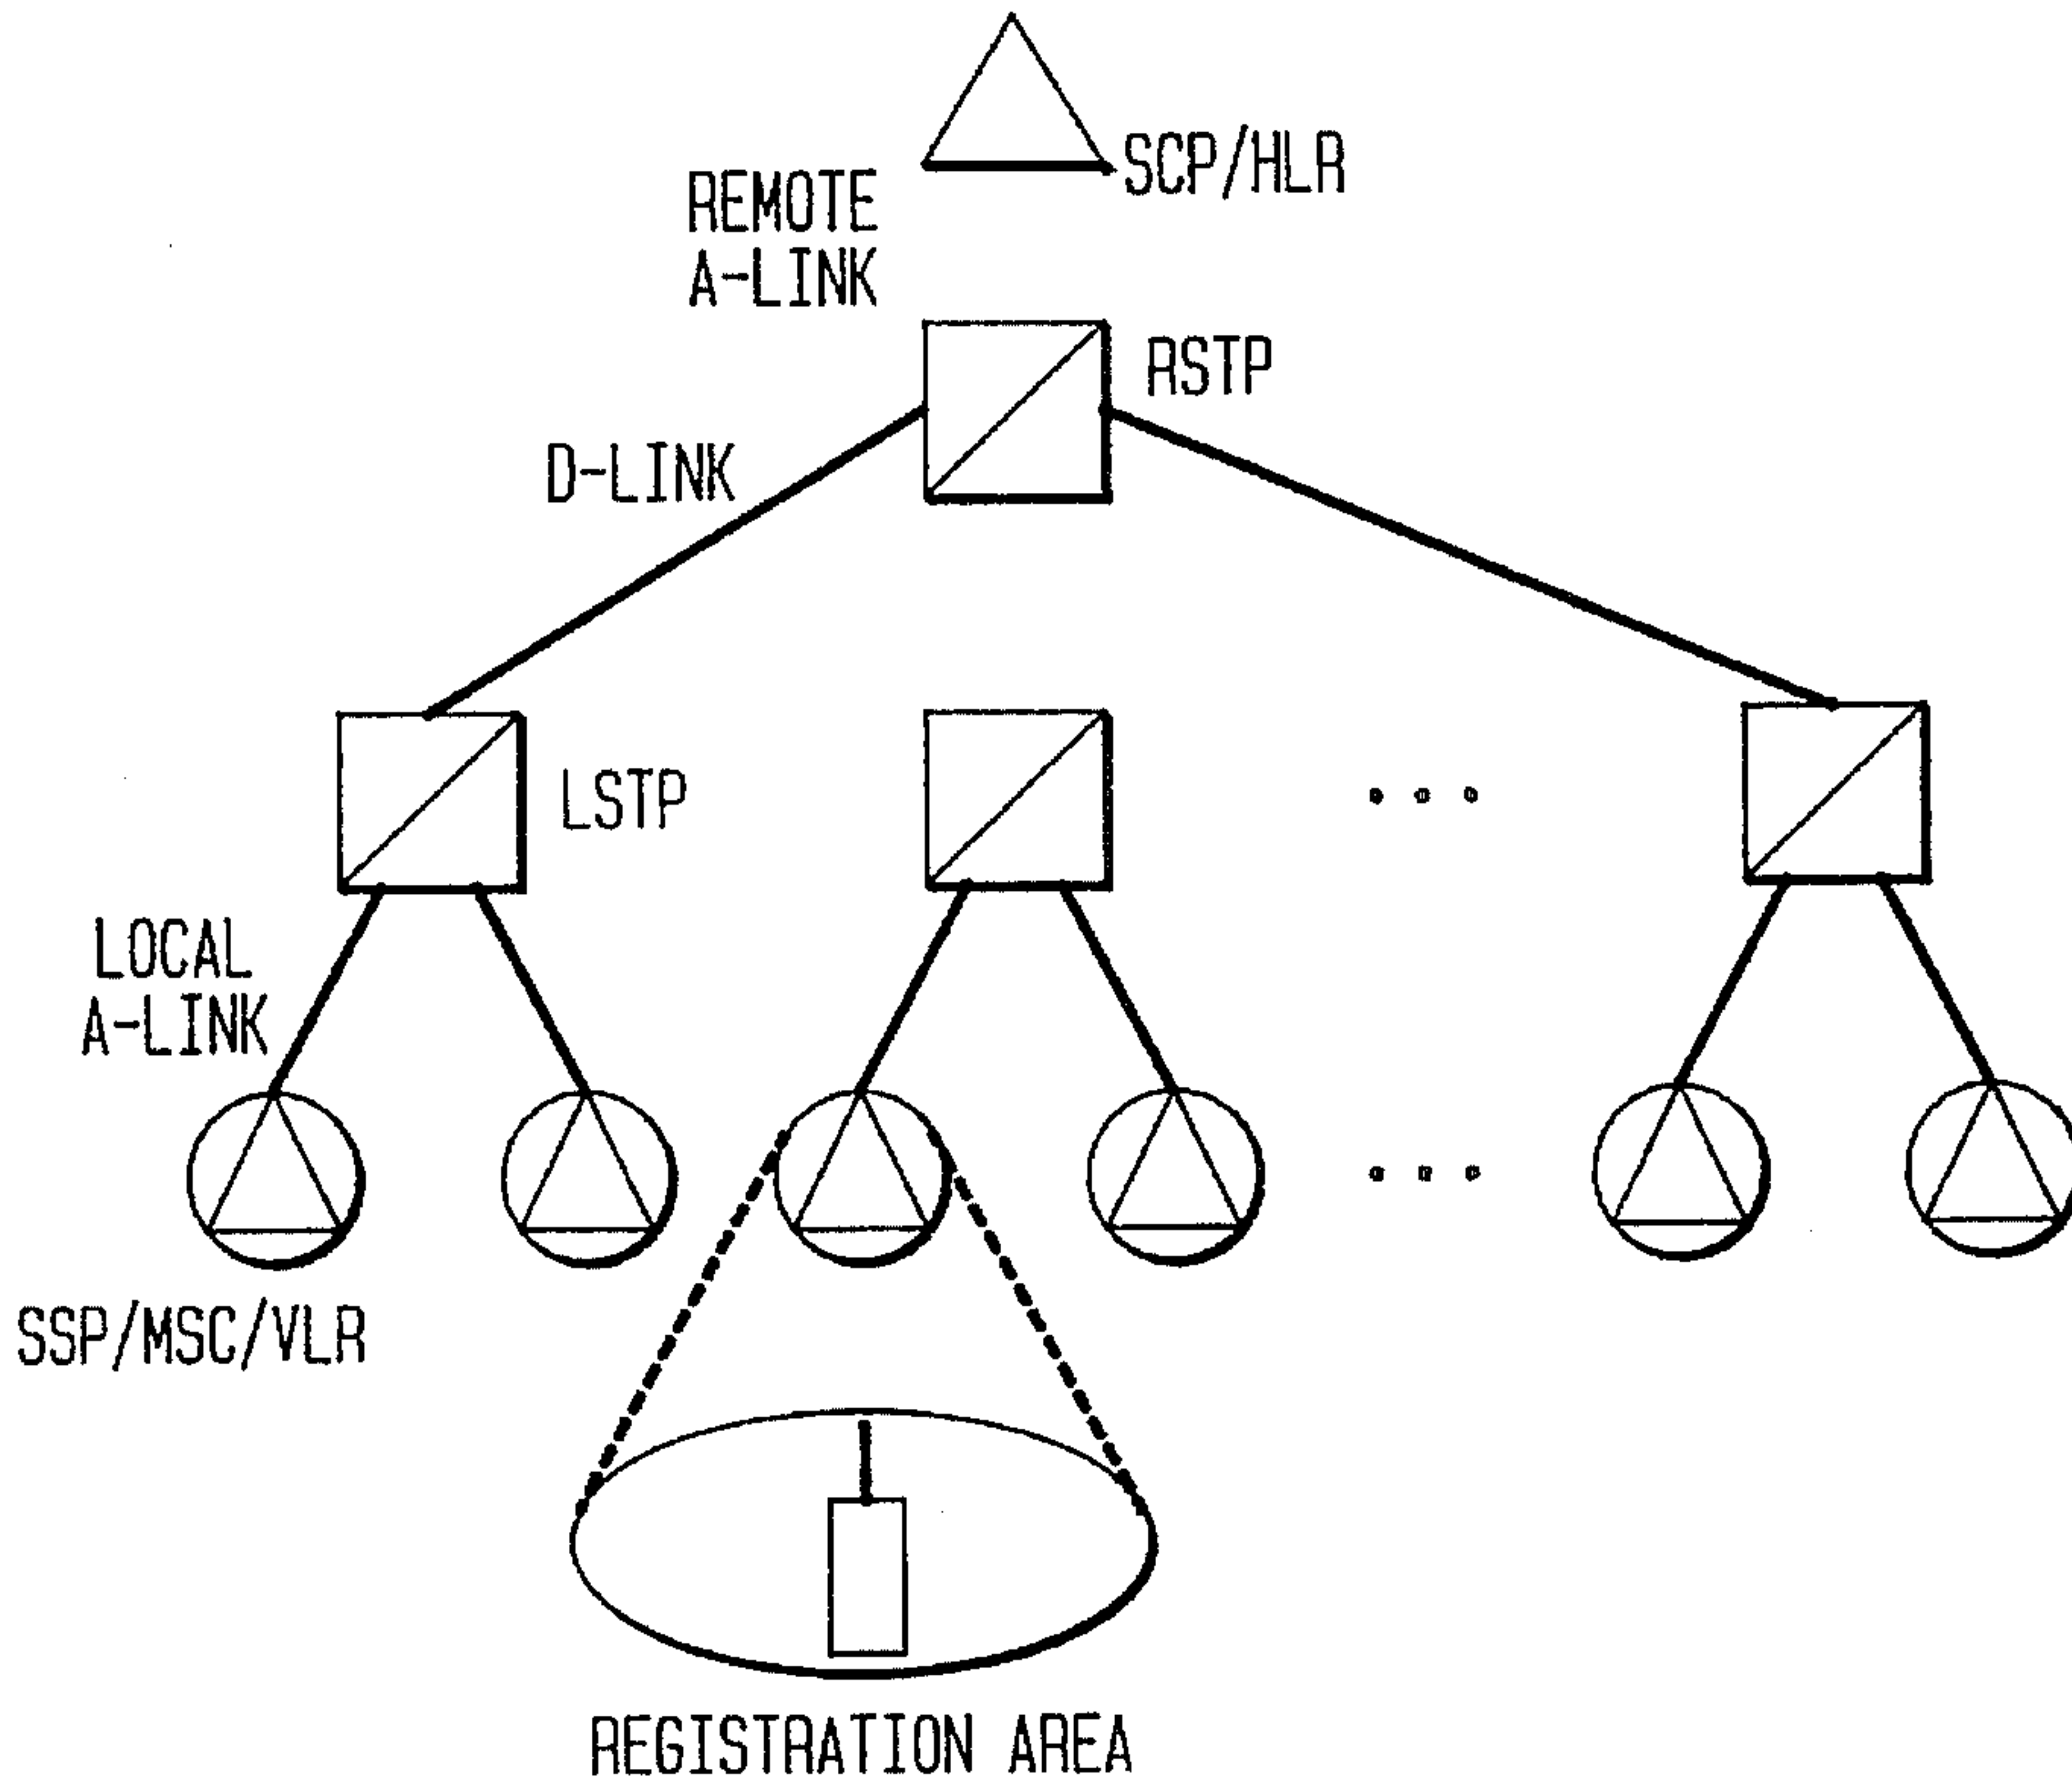 SCP/HLR
REMOTE
A-LINK
RSTP
D-LINK
LSTP
LOCAL
A-LINK
SSP/MSC/VLR
REGISTRATION AREA